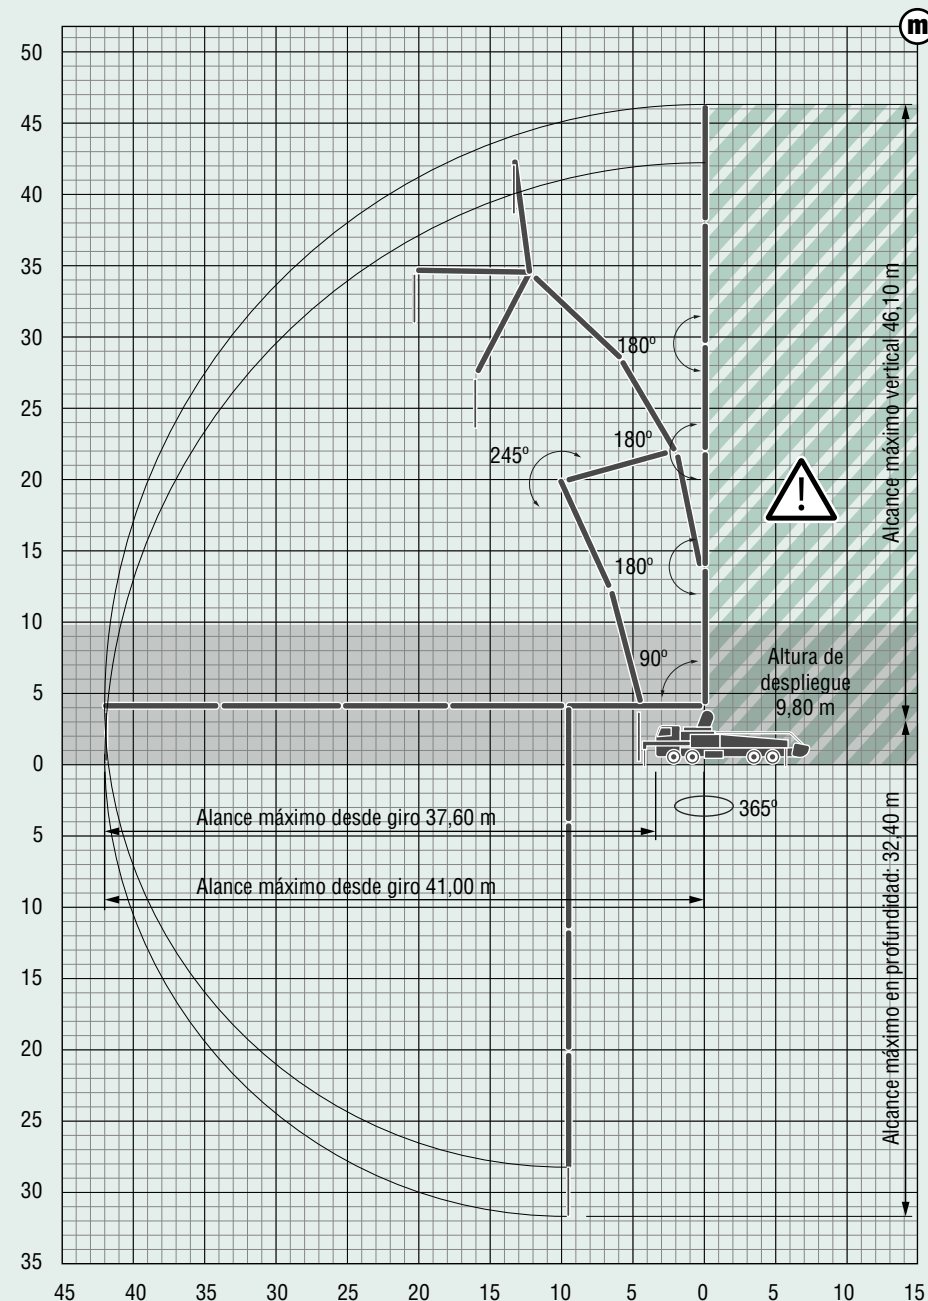 m
50
45
40
35
30
25
20
15
10
5
0
5
10
15
20
25
30
35
45 40 35 30 25 20 15 10 5 0 5 10 15
180º
180º
245º
180º
90º
Altura de
despliegue
9,80 m
!
365º
Alance máximo desde giro 37,60 m
Alance máximo desde giro 41,00 m
Alcance máximo vertical 46,10 m
Alcance máximo en profundidad: 32,40 m